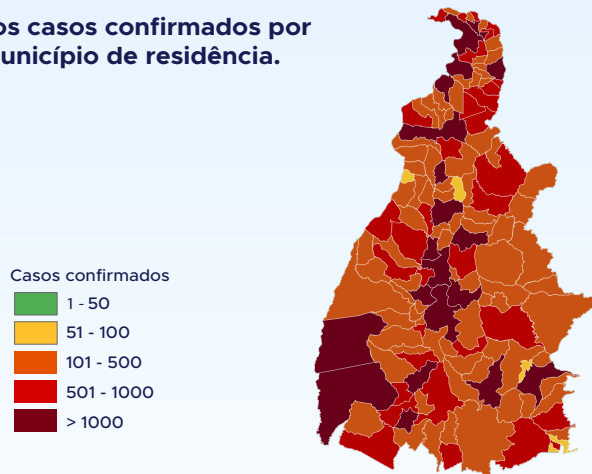 os casos confirmados por
unicípio de residência.
Casos confirmados
1 - 50
51 - 100
101 - 500
501 - 1000
> 1000